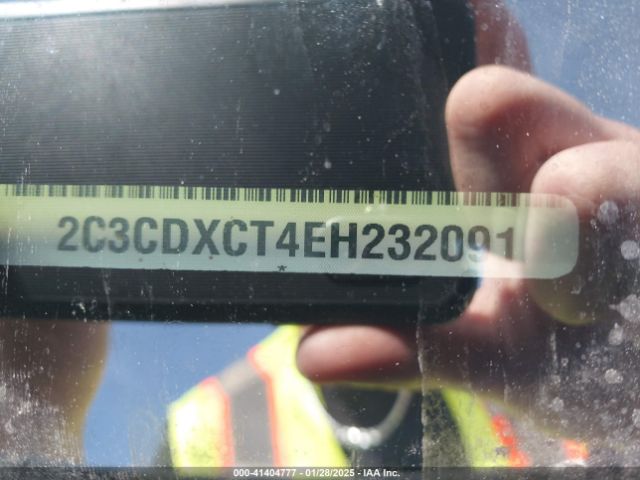 2C3CDXCT4EH232091
*
000-41404777 - 01/28/2025 - IAA Inc.